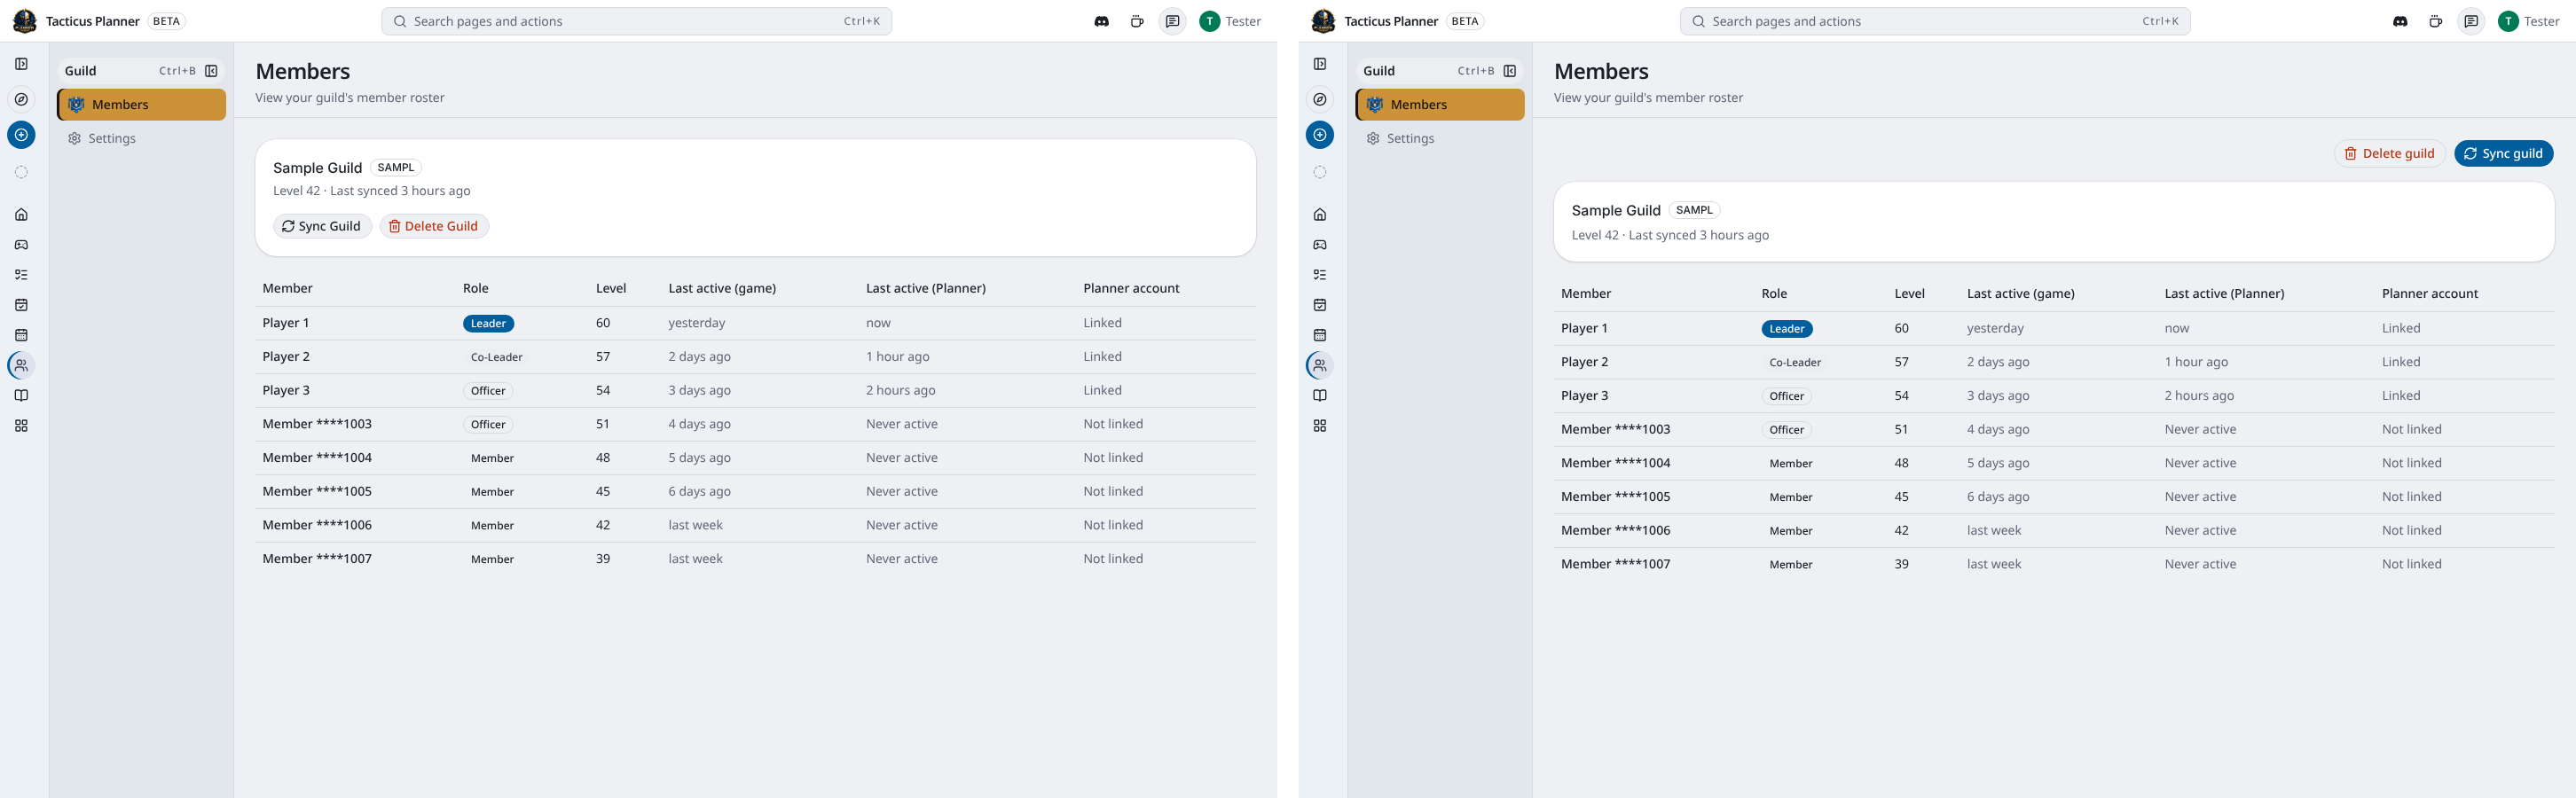 Tacticus Planner BETA
Search pages and actions Ctrl+K
T Tester
Guild Ctrl+B
Members
Settings
Members
View your guild's member roster
Sample Guild SAMPL
Level 42 · Last synced 3 hours ago
Sync Guild Delete Guild
Member Role Level Last active (game) Last active (Planner) Planner account
Player 1 Leader 60 yesterday now Linked
Player 2 Co-Leader 57 2 days ago 1 hour ago Linked
Player 3 Officer 54 3 days ago 2 hours ago Linked
Member ****1003 Officer 51 4 days ago Never active Not linked
Member ****1004 Member 48 5 days ago Never active Not linked
Member ****1005 Member 45 6 days ago Never active Not linked
Member ****1006 Member 42 last week Never active Not linked
Member ****1007 Member 39 last week Never active Not linked
Tacticus Planner BETA
Search pages and actions Ctrl+K
T Tester
Guild Ctrl+B
Members
Settings
Members
View your guild's member roster
Delete guild Sync guild
Sample Guild SAMPL
Level 42 · Last synced 3 hours ago
Member Role Level Last active (game) Last active (Planner) Planner account
Player 1 Leader 60 yesterday now Linked
Player 2 Co-Leader 57 2 days ago 1 hour ago Linked
Player 3 Officer 54 3 days ago 2 hours ago Linked
Member ****1003 Officer 51 4 days ago Never active Not linked
Member ****1004 Member 48 5 days ago Never active Not linked
Member ****1005 Member 45 6 days ago Never active Not linked
Member ****1006 Member 42 last week Never active Not linked
Member ****1007 Member 39 last week Never active Not linked